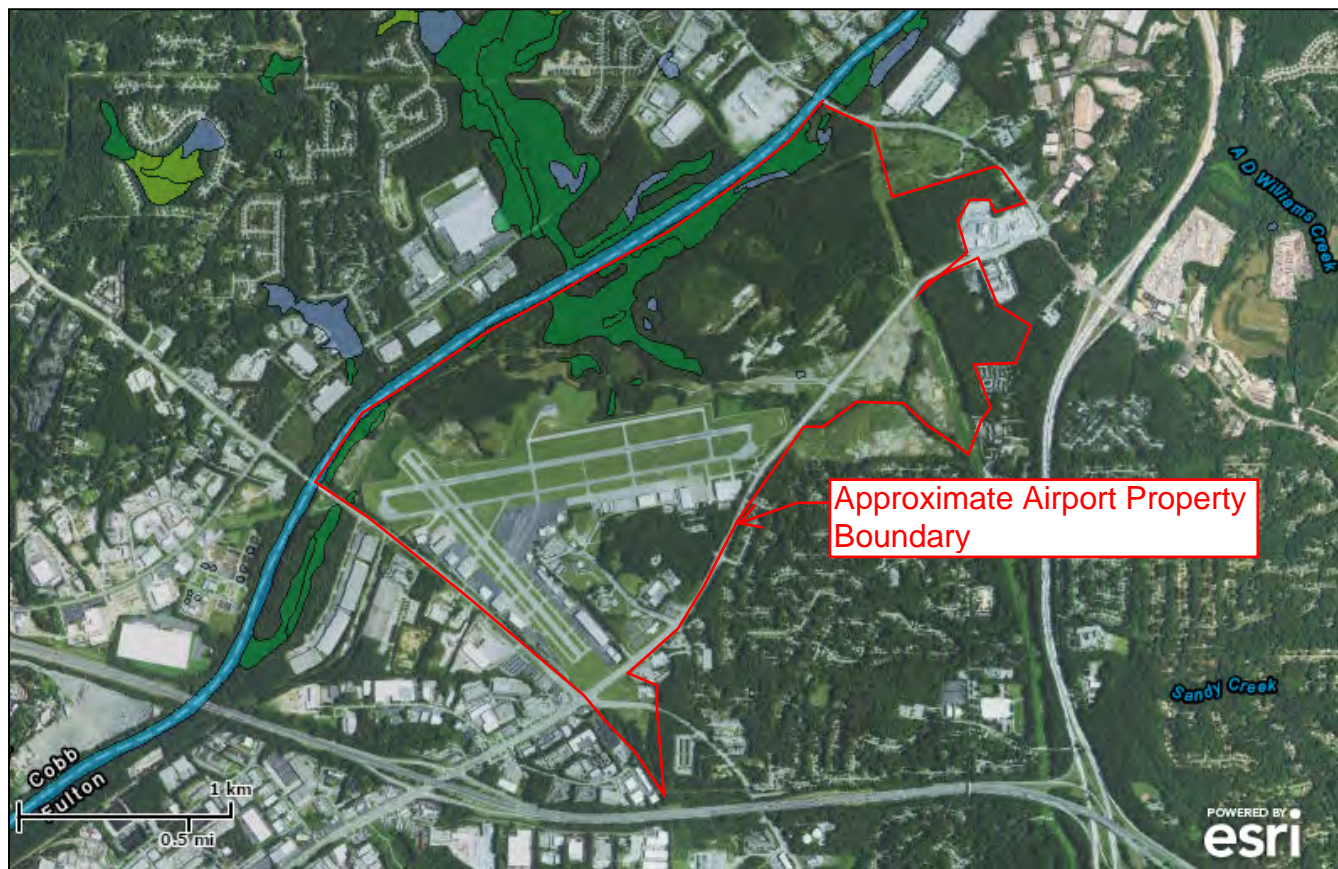 A D Williams Creek
Approximate Airport Property
Boundary
Sandy Creek
Cobb
Fulton
1 km
0.5 mi
POWERED BY
esri